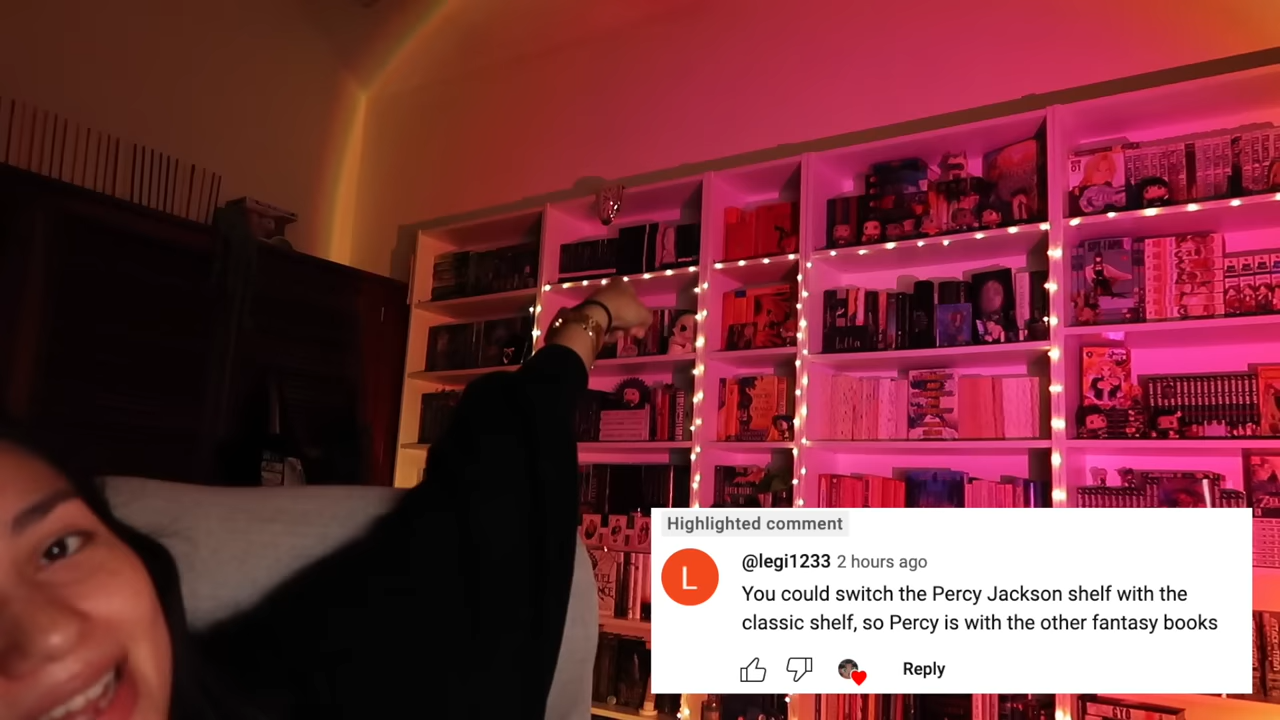 Highlighted comment
L
@legi1233 2 hours ago
You could switch the Percy Jackson shelf with the
classic shelf, so Percy is with the other fantasy books
Reply